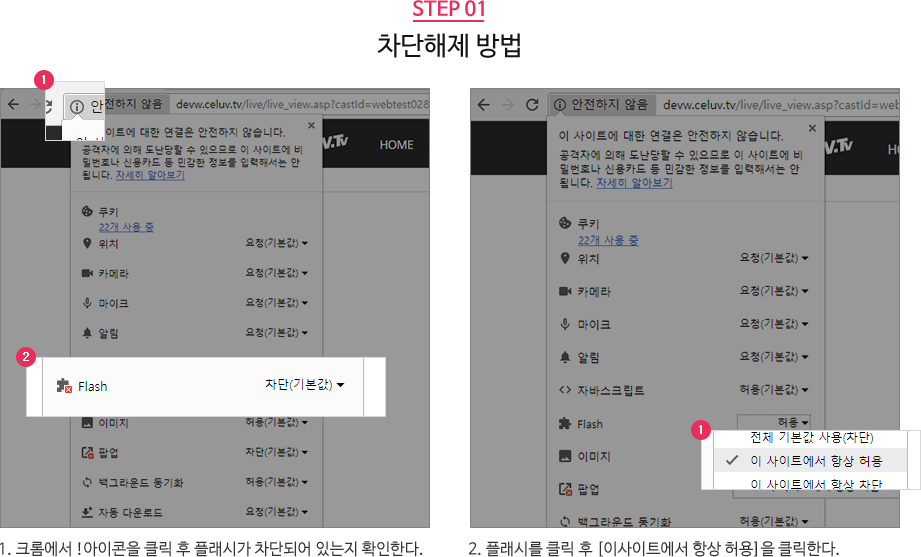 STEP 01
차단해제 방법
1
안전하지 않음
devw.celuv.tv/live/live_view.asp?castId=webtest028
사이트에 대한 연결은 안전하지 않습니다.
공격자에 의해 도난당할 수 있으므로 이 사이트에 비
밀번호나 신용카드 등 민감한 정보를 입력해서는 안
됩니다. 자세히 알아보기
V.Tv
HOME
쿠키
22개 사용 중
위치 요청(기본값)
카메라 요청(기본값)
마이크 요청(기본값)
알림 요청(기본값)
2
Flash 차단(기본값)
이미지 허용(기본값)
팝업 차단(기본값)
백그라운드 동기화 허용(기본값)
자동 다운로드 요청(기본값)
1. 크롬에서 ! 아이콘을 클릭 후 플래시가 차단되어 있는지 확인한다.
안전하지 않음
devw.celuv.tv/live/live_view.asp?castId=web
이 사이트에 대한 연결은 안전하지 않습니다.
공격자에 의해 도난당할 수 있으므로 이 사이트에 비
밀번호나 신용카드 등 민감한 정보를 입력해서는 안
됩니다. 자세히 알아보기
V.Tv
쿠키
22개 사용 중
위치 요청(기본값)
카메라 요청(기본값)
마이크 요청(기본값)
알림 요청(기본값)
자바스크립트 허용(기본값)
Flash 허용
1
전체 기본값 사용(차단)
이 사이트에서 항상 허용
이 사이트에서 항상 차단
이미지
팝업
백그라운드 동기화 허용(기본값)
2. 플래시를 클릭 후 [이사이트에서 항상 허용]을 클릭한다.